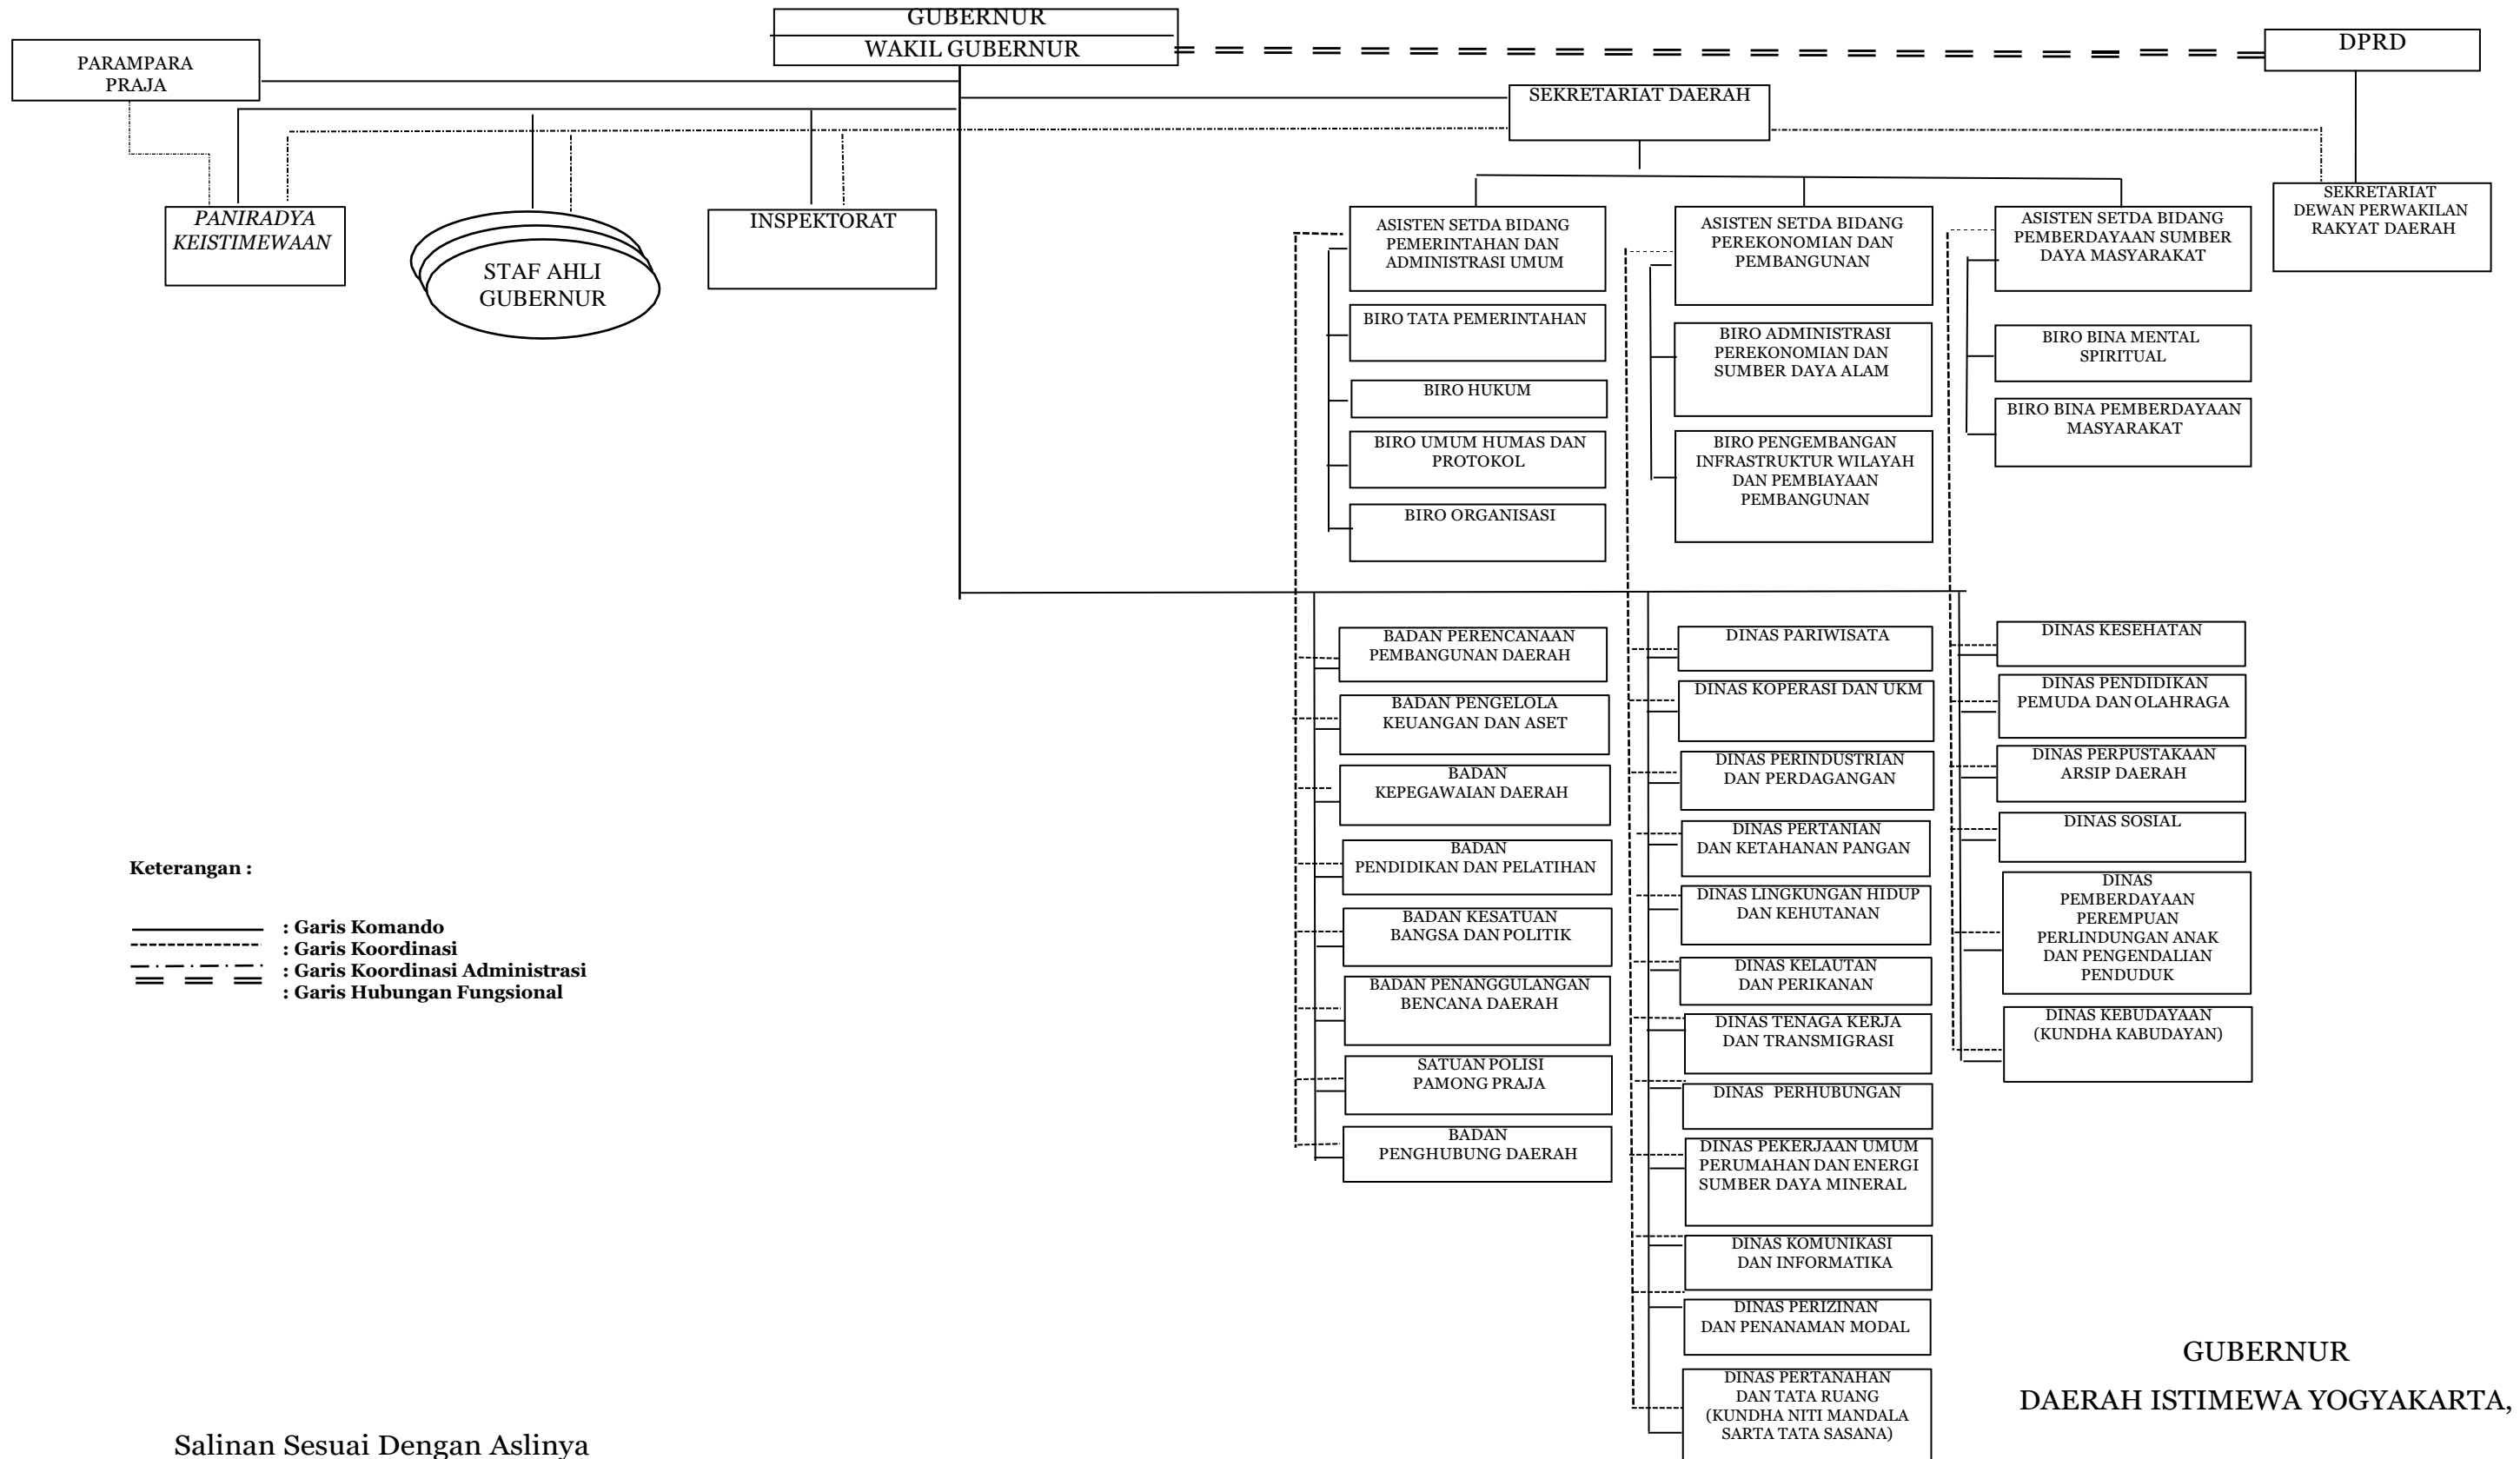 GUBERNUR
WAKIL GUBERNUR
DPRD
PARAMPARA
PRAJA
SEKRETARIAT DAERAH
PANIRADYA
KEISTIMEWAAN
STAF AHLI
GUBERNUR
INSPEKTORAT
ASISTEN SETDA BIDANG
PEMERINTAHAN DAN
ADMINISTRASI UMUM
ASISTEN SETDA BIDANG
PEREKONOMIAN DAN
PEMBANGUNAN
ASISTEN SETDA BIDANG
PEMBERDAYAAN SUMBER
DAYA MASYARAKAT
SEKRETARIAT
DEWAN PERWAKILAN
RAKYAT DAERAH
BIRO TATA PEMERINTAHAN
BIRO HUKUM
BIRO UMUM HUMAS DAN
PROTOKOL
BIRO ORGANISASI
BIRO ADMINISTRASI
PEREKONOMIAN DAN
SUMBER DAYA ALAM
BIRO PENGEMBANGAN
INFRASTRUKTUR WILAYAH
DAN PEMBIAYAAN
PEMBANGUNAN
BIRO BINA MENTAL
SPIRITUAL
BIRO BINA PEMBERDAYAAN
MASYARAKAT
BADAN PERENCANAAN
PEMBANGUNAN DAERAH
BADAN PENGELOLA
KEUANGAN DAN ASET
BADAN
KEPEGAWAIAN DAERAH
BADAN
PENDIDIKAN DAN PELATIHAN
BADAN KESATUAN
BANGSA DAN POLITIK
BADAN PENANGGULANGAN
BENCANA DAERAH
SATUAN POLISI
PAMONG PRAJA
BADAN
PENGHUBUNG DAERAH
DINAS PARIWISATA
DINAS KOPERASI DAN UKM
DINAS PERINDUSTRIAN
DAN PERDAGANGAN
DINAS PERTANIAN
DAN KETAHANAN PANGAN
DINAS LINGKUNGAN HIDUP
DAN KEHUTANAN
DINAS KELAUTAN
DAN PERIKANAN
DINAS TENAGA KERJA
DAN TRANSMIGRASI
DINAS PERHUBUNGAN
DINAS PEKERJAAN UMUM
PERUMAHAN DAN ENERGI
SUMBER DAYA MINERAL
DINAS KOMUNIKASI
DAN INFORMATIKA
DINAS PERIZINAN
DAN PENANAMAN MODAL
DINAS PERTANAHAN
DAN TATA RUANG
(KUNDHA NITI MANDALA
SARTA TATA SASANA)
DINAS KESEHATAN
DINAS PENDIDIKAN
PEMUDA DAN OLAHRAGA
DINAS PERPUSTAKAAN
ARSIP DAERAH
DINAS SOSIAL
DINAS
PEMBERDAYAAN
PEREMPUAN
PERLINDUNGAN ANAK
DAN PENGENDALIAN
PENDUDUK
DINAS KEBUDAYAAN
(KUNDHA KABUDAYAN)
Keterangan :
: Garis Komando
: Garis Koordinasi
: Garis Koordinasi Administrasi
: Garis Hubungan Fungsional
GUBERNUR
DAERAH ISTIMEWA YOGYAKARTA,
Salinan Sesuai Dengan Aslinya